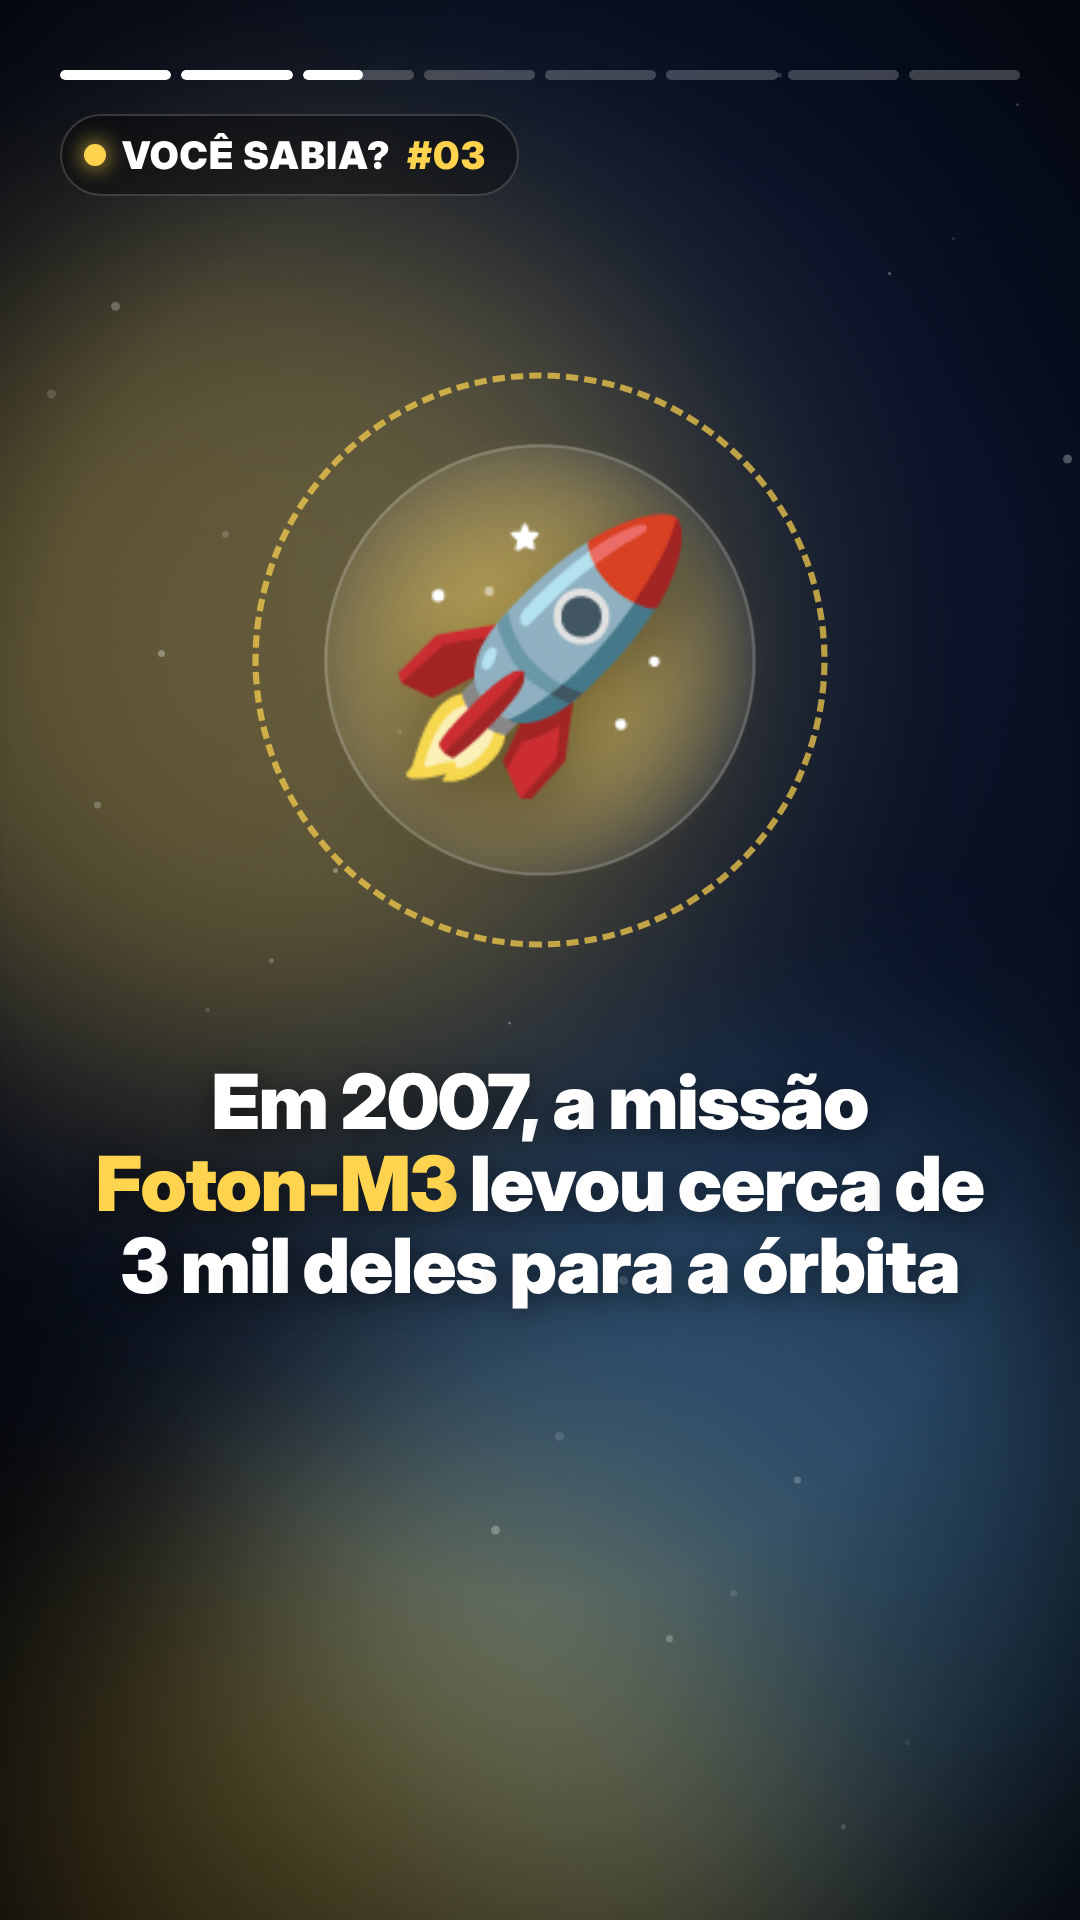 VOCÊ SABIA? #03
Em 2007, a missão
Foton-M3 levou cerca de
3 mil deles para a órbita